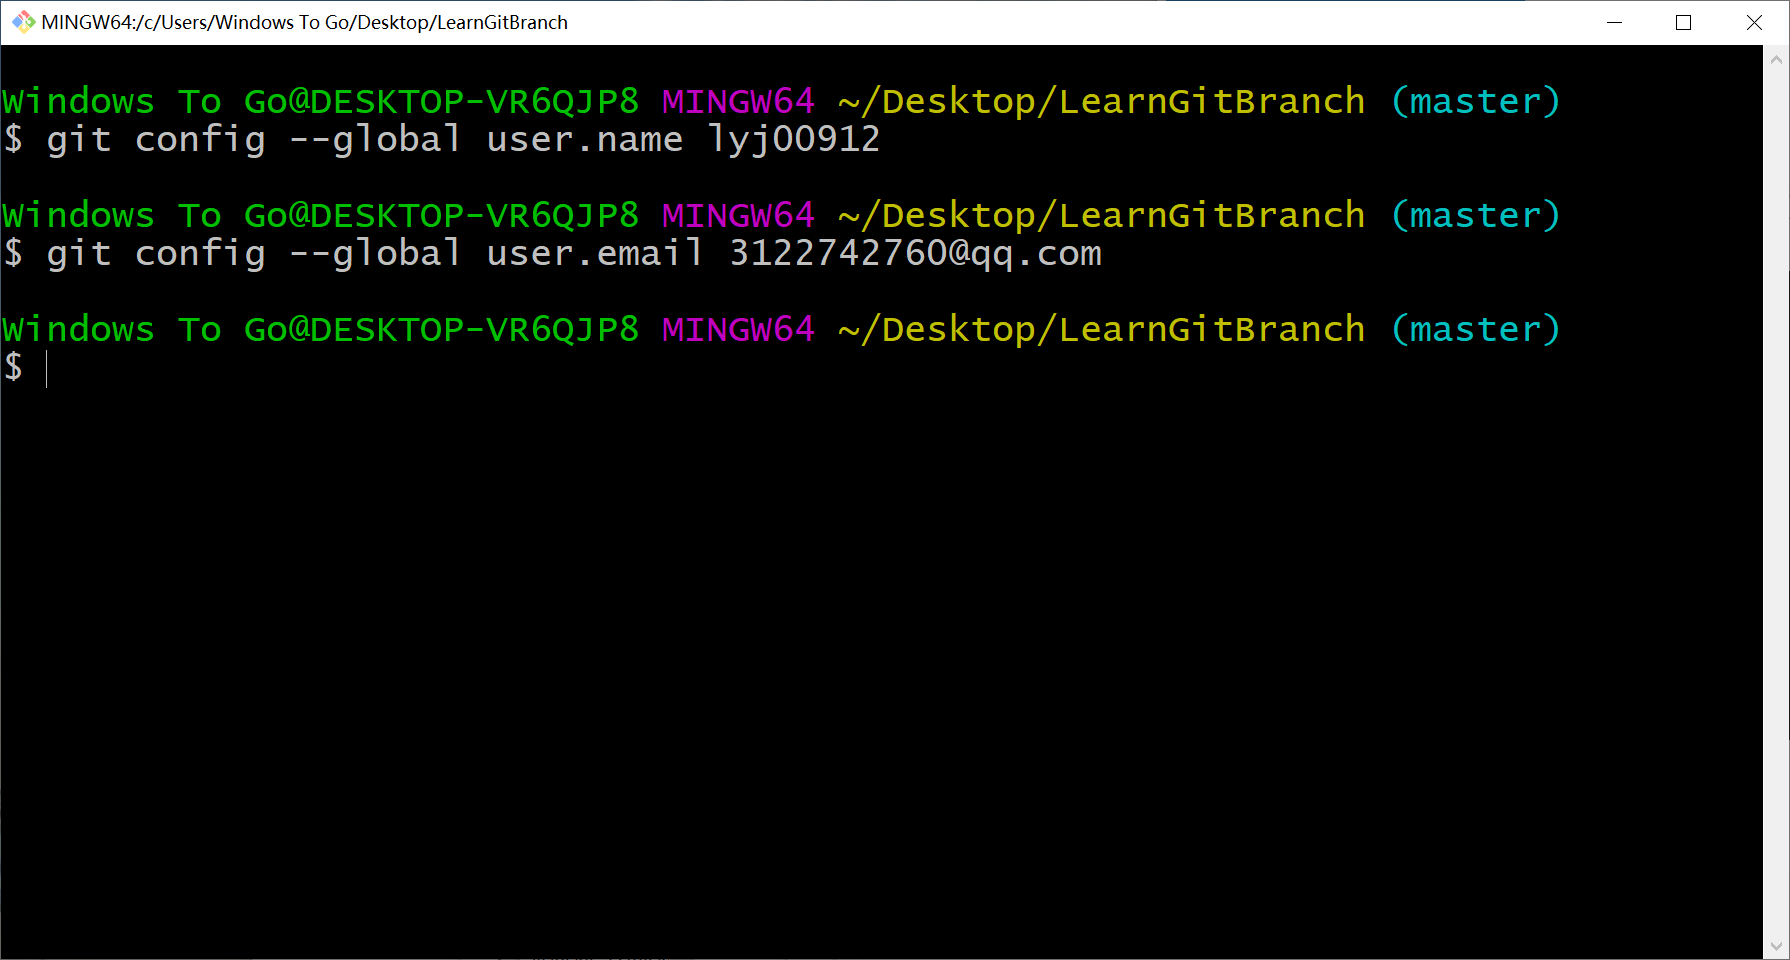 MINGW64:/c/Users/Windows To Go/Desktop/LearnGitBranch
Windows To Go@DESKTOP-VR6QJP8 MINGW64 ~/Desktop/LearnGitBranch (master)
$ git config --global user.name lyj00912
Windows To Go@DESKTOP-VR6QJP8 MINGW64 ~/Desktop/LearnGitBranch (master)
$ git config --global user.email 3122742760@qq.com
Windows To Go@DESKTOP-VR6QJP8 MINGW64 ~/Desktop/LearnGitBranch (master)
$